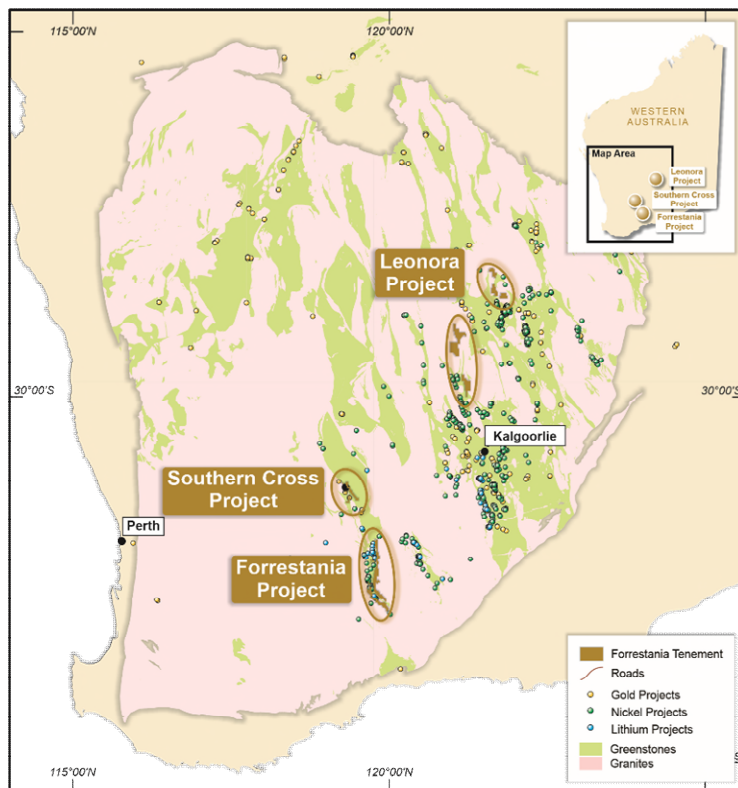 115°00'E
120°00'E
WESTERN
AUSTRALIA
Map Area
Leonora
Project
Southern Cross
Project
Forrestania
Project
Leonora
Project
30°00'S
30°00'S
Kalgoorlie
Southern Cross
Project
Perth
Forrestania
Project
Forrestania Tenement
Roads
Gold Projects
Nickel Projects
Lithium Projects
Greenstones
Granites
115°00'E
120°00'E